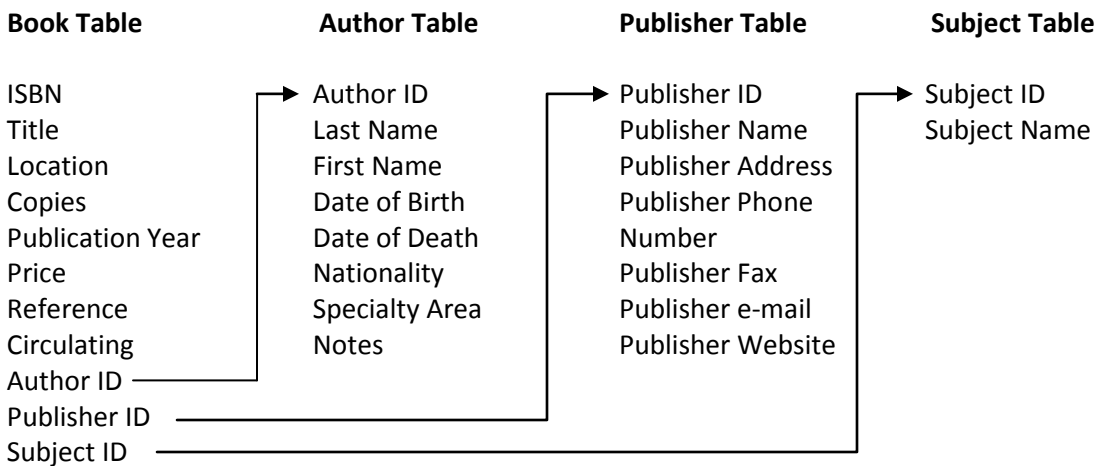 Book Table
ISBN
Title
Location
Copies
Publication Year
Price
Reference
Circulating
Author ID
Publisher ID
Subject ID
Author Table
Author ID
Last Name
First Name
Date of Birth
Date of Death
Nationality
Specialty Area
Notes
Publisher Table
Publisher ID
Publisher Name
Publisher Address
Publisher Phone
Number
Publisher Fax
Publisher e-mail
Publisher Website
Subject Table
Subject ID
Subject Name